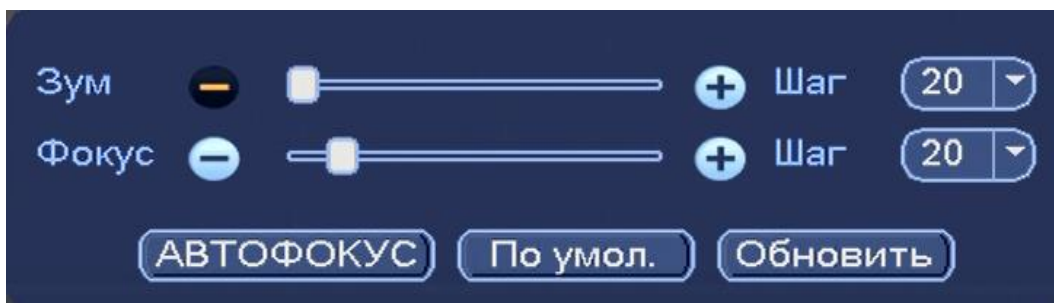 Зум Шаг 20
Фокус Шаг 20
АВТОФОКУС По умол. Обновить